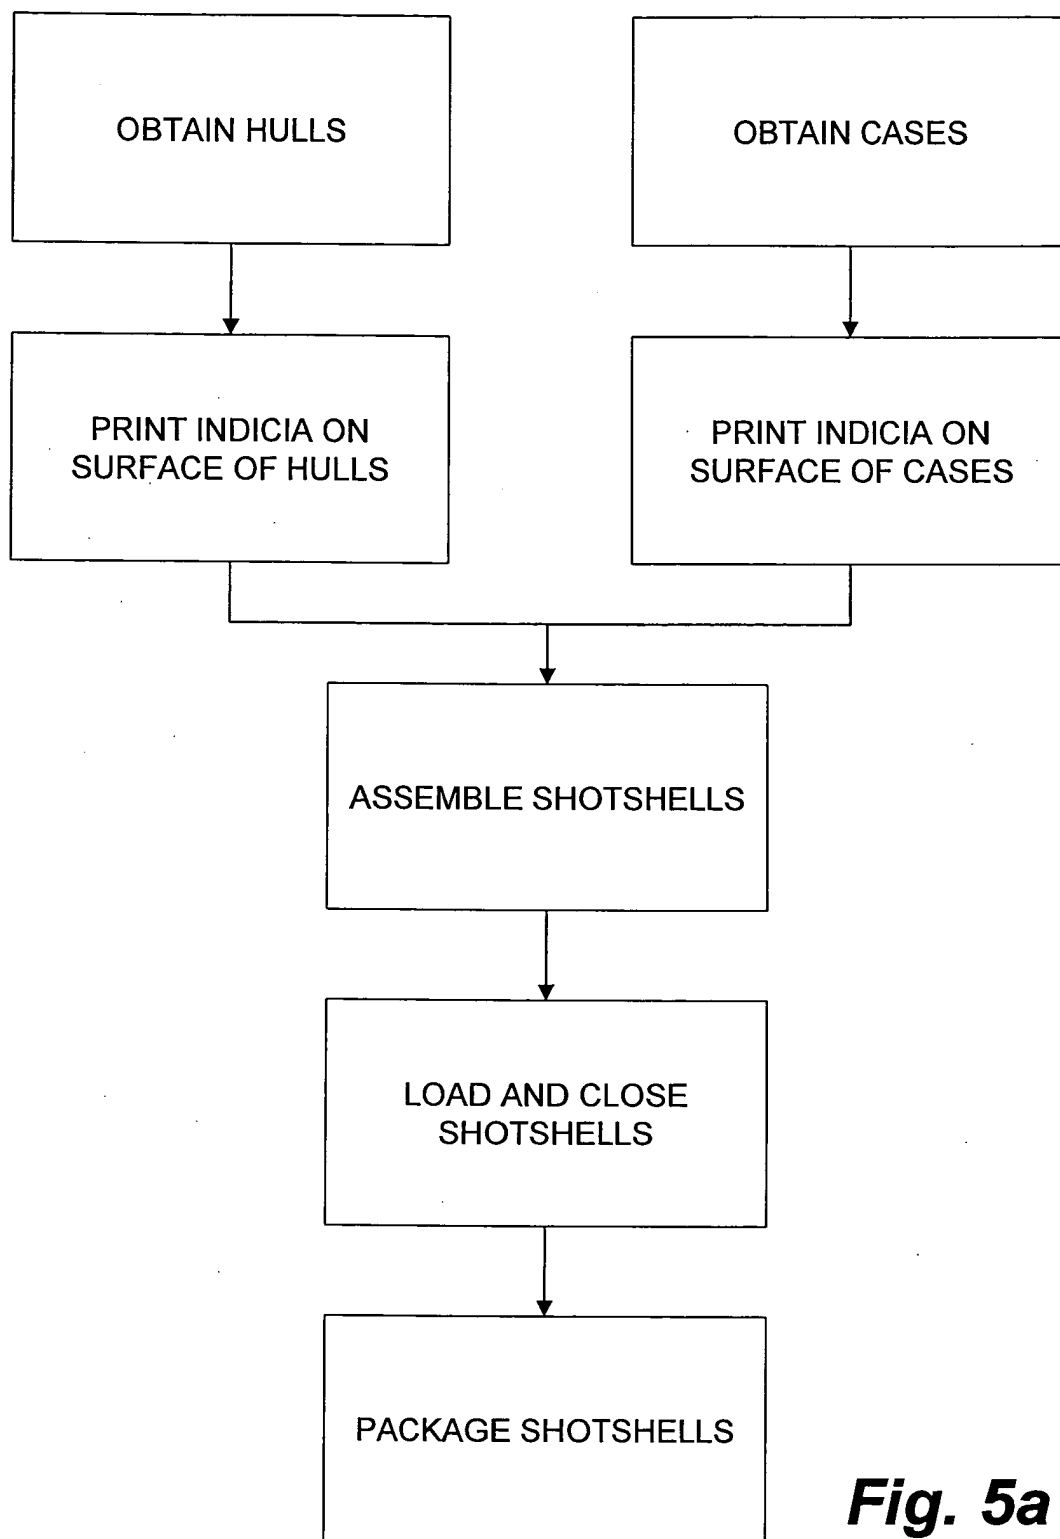 OBTAIN HULLS
OBTAIN CASES
PRINT INDICIA ON
SURFACE OF HULLS
PRINT INDICIA ON
SURFACE OF CASES
ASSEMBLE SHOTSHELLS
LOAD AND CLOSE
SHOTSHELLS
PACKAGE SHOTSHELLS
Fig. 5a